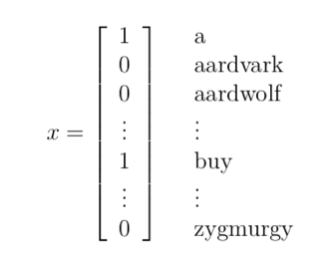 1 a
0 aardvark
0 aardwolf
⋮ ⋮
x = 1 buy
⋮ ⋮
0 zygmurgy